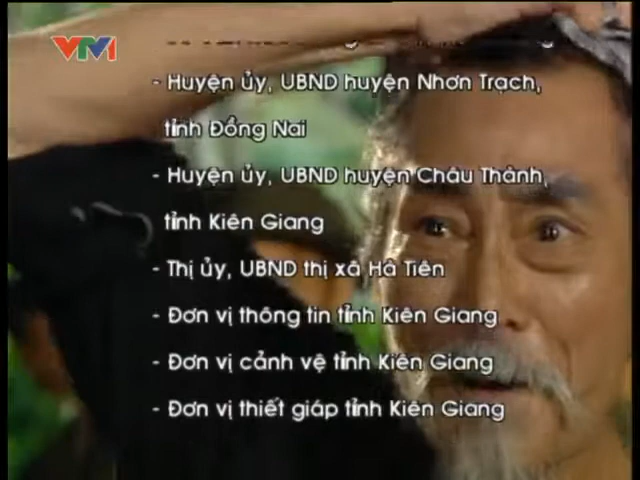 VTV1
- Huyện ủy, UBND huyện Nhơn Trạch,
tỉnh Đồng Nai
- Huyện ủy, UBND huyện Châu Thành,
tỉnh Kiên Giang
- Thị ủy, UBND thị xã Hà Tiên
- Đơn vị thông tin tỉnh Kiên Giang
- Đơn vị cảnh vệ tỉnh Kiên Giang
- Đơn vị thiết giáp tỉnh Kiên Giang